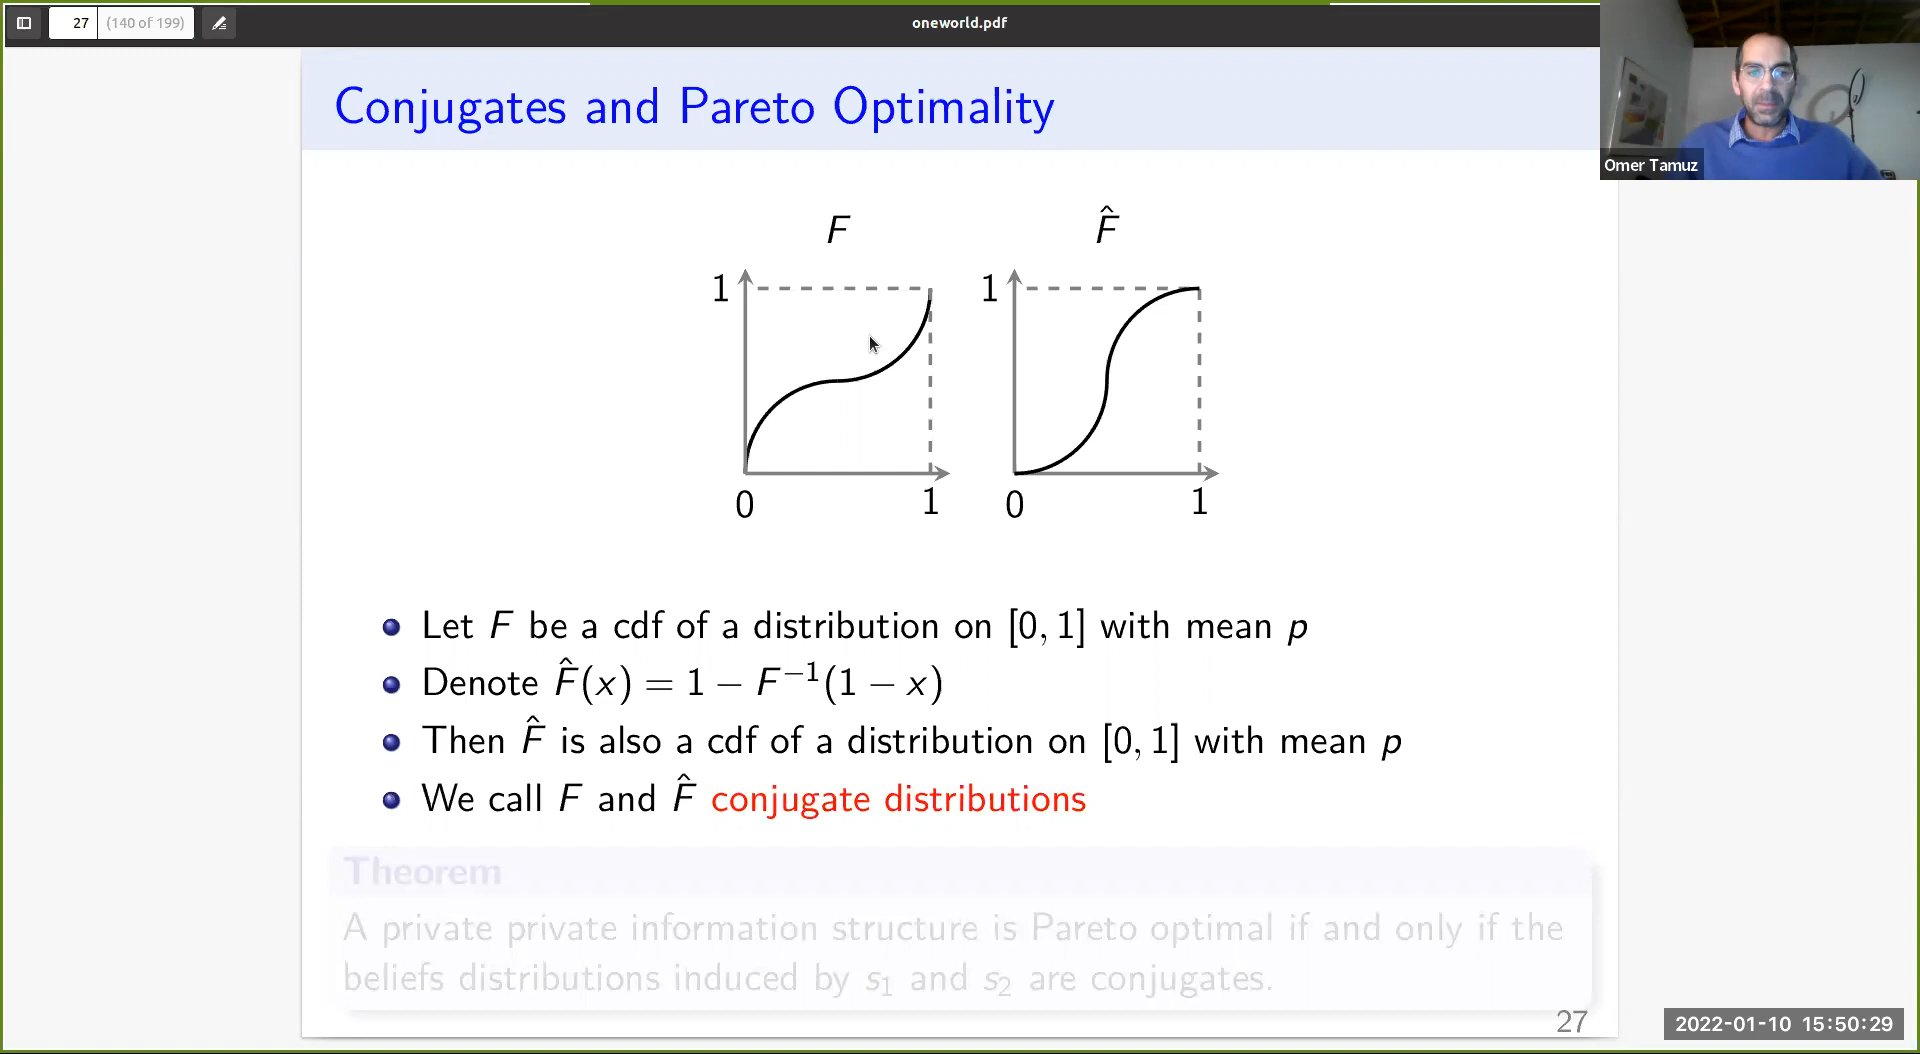 27 (140 of 199) oneworld.pdf
Omer Tamuz
Conjugates and Pareto Optimality
F F̂
1 1
0 1 0 1
Let F be a cdf of a distribution on [0, 1] with mean p
Denote F̂(x) = 1 − F⁻¹(1 − x)
Then F̂ is also a cdf of a distribution on [0, 1] with mean p
We call F and F̂ conjugate distributions
Theorem
A private private information structure is Pareto optimal if and only if the
beliefs distributions induced by s₁ and s₂ are conjugates.
27
2022-01-10 15:50:29